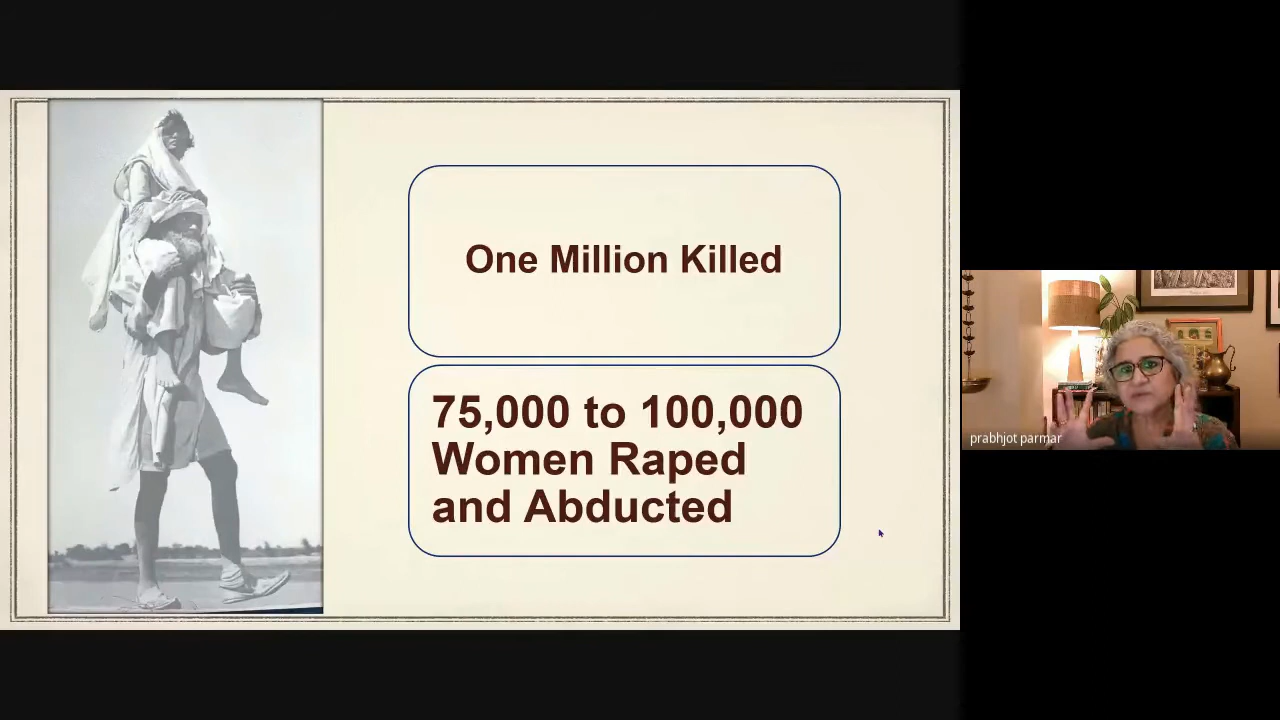 One Million Killed
75,000 to 100,000
Women Raped
and Abducted
prabhjot parmar